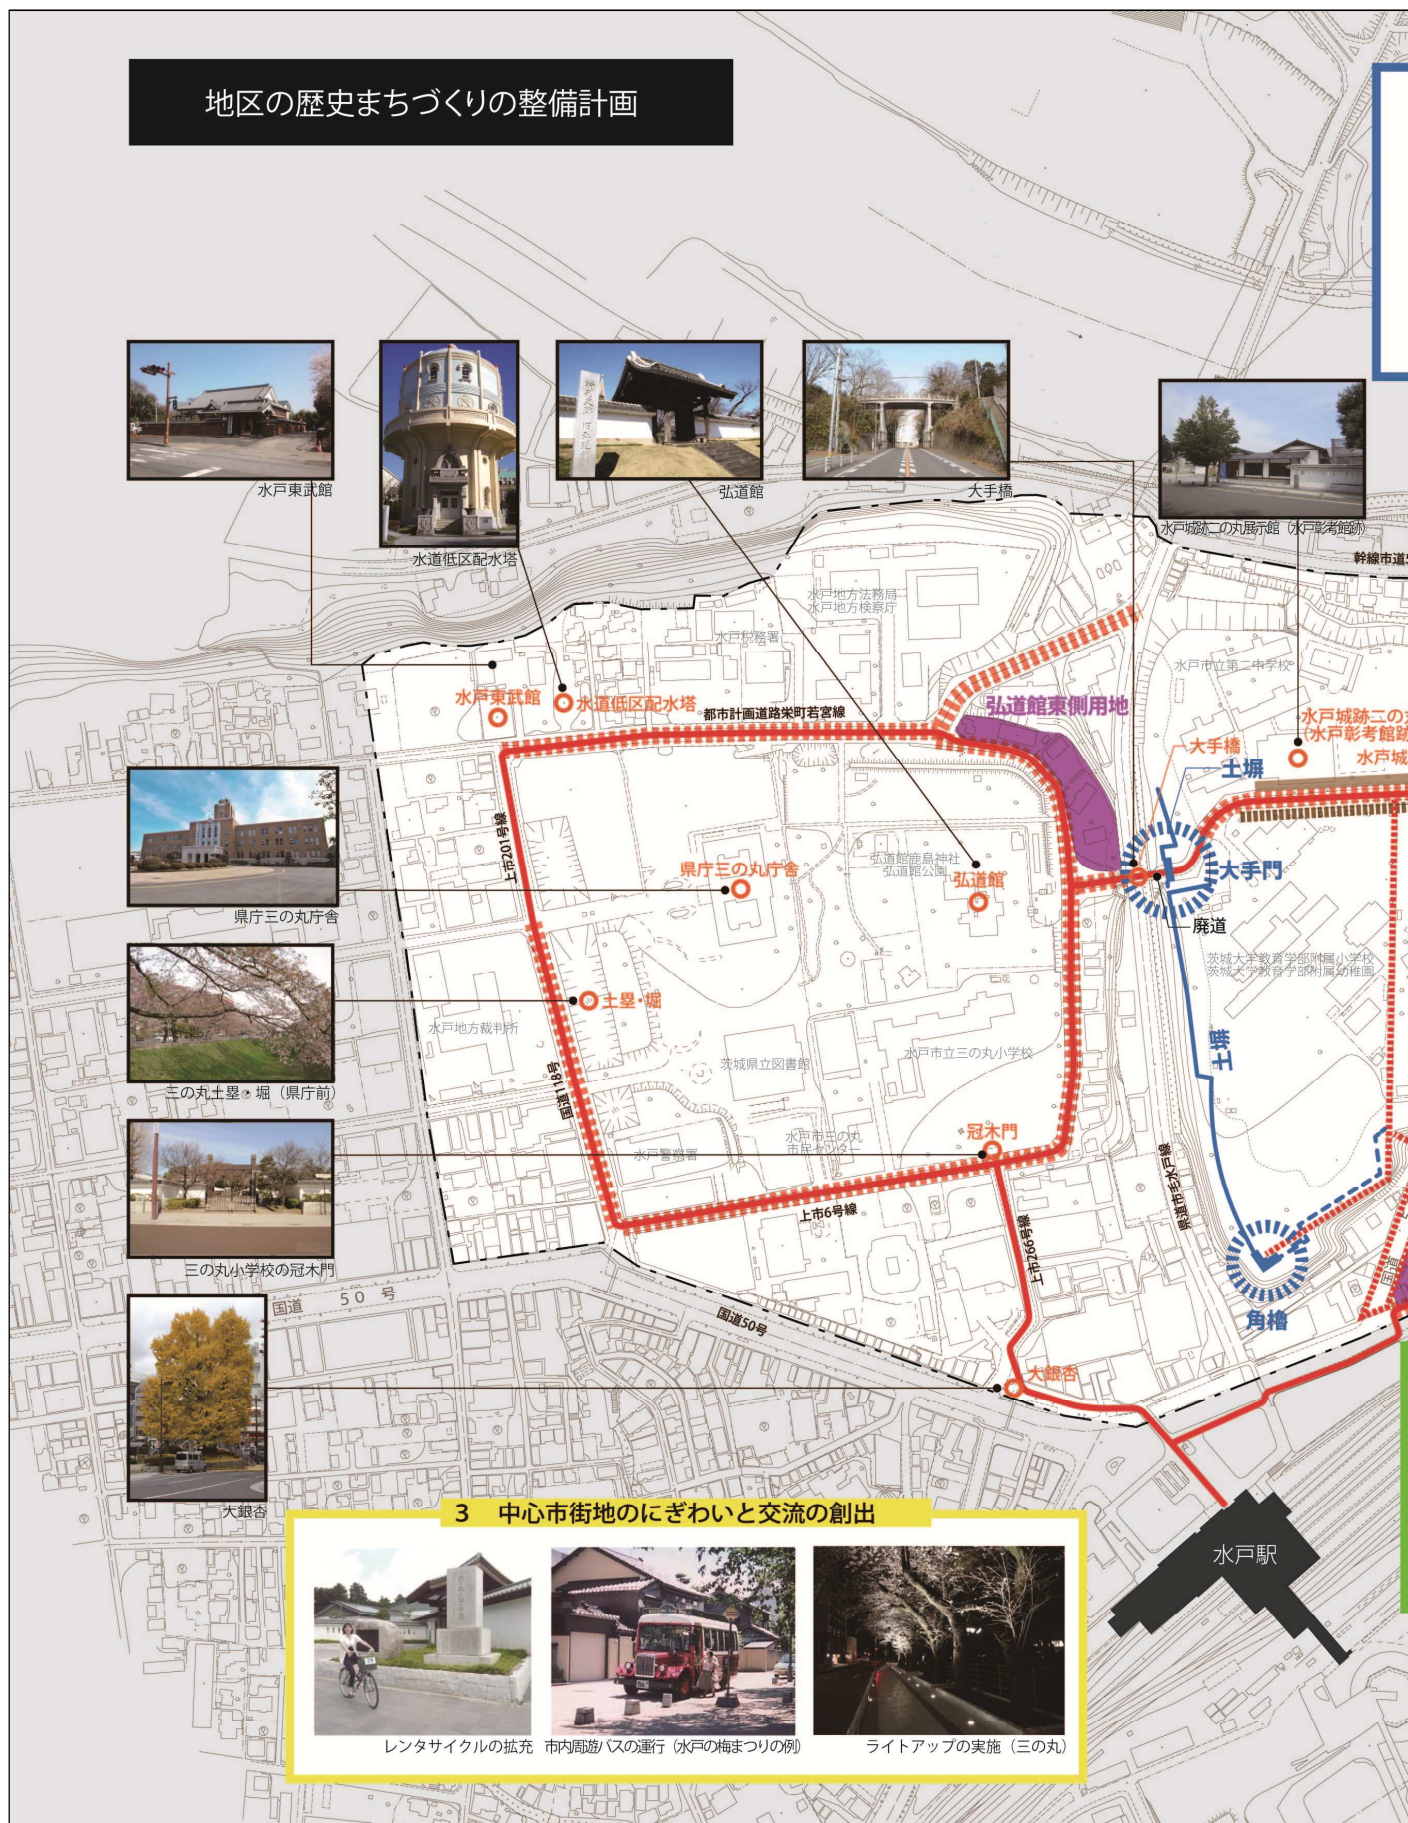 地区の歴史まちづくりの整備計画
水戸東武館
水道低区配水塔
弘道館
大手橋
水戸城跡二の丸展示館（水戸彰考館跡）
幹線市道5
水戸地方法務局
水戸地方検察庁
水戸税務署
水戸市立第二中学校
水戸東武館
水道低区配水塔
都市計画道路栄町若宮線
弘道館東側用地
水戸城跡二の丸
（水戸彰考館跡
大手橋
水戸城
土塀
県庁三の丸庁舎
上市201号線
県庁三の丸庁舎
弘道館鹿島神社
弘道館公園
弘道館
大手門
廃道
茨城大学教育学部附属小学校
茨城大学教育学部附属幼稚園
土塁・堀
水戸地方裁判所
茨城県立図書館
水戸市立三の丸小学校
土塀
三の丸土塁・堀（県庁前）
国道118号
冠木門
水戸市三の丸
市民センター
水戸警察署
県道市毛水戸線
上市6号線
上市266号線
三の丸小学校の冠木門
国道 50 号
国道50号
角櫓
国道
大銀杏
大銀杏
3 中心市街地のにぎわいと交流の創出
水戸駅
レンタサイクルの拡充
市内周遊バスの運行（水戸の梅まつりの例）
ライトアップの実施（三の丸）